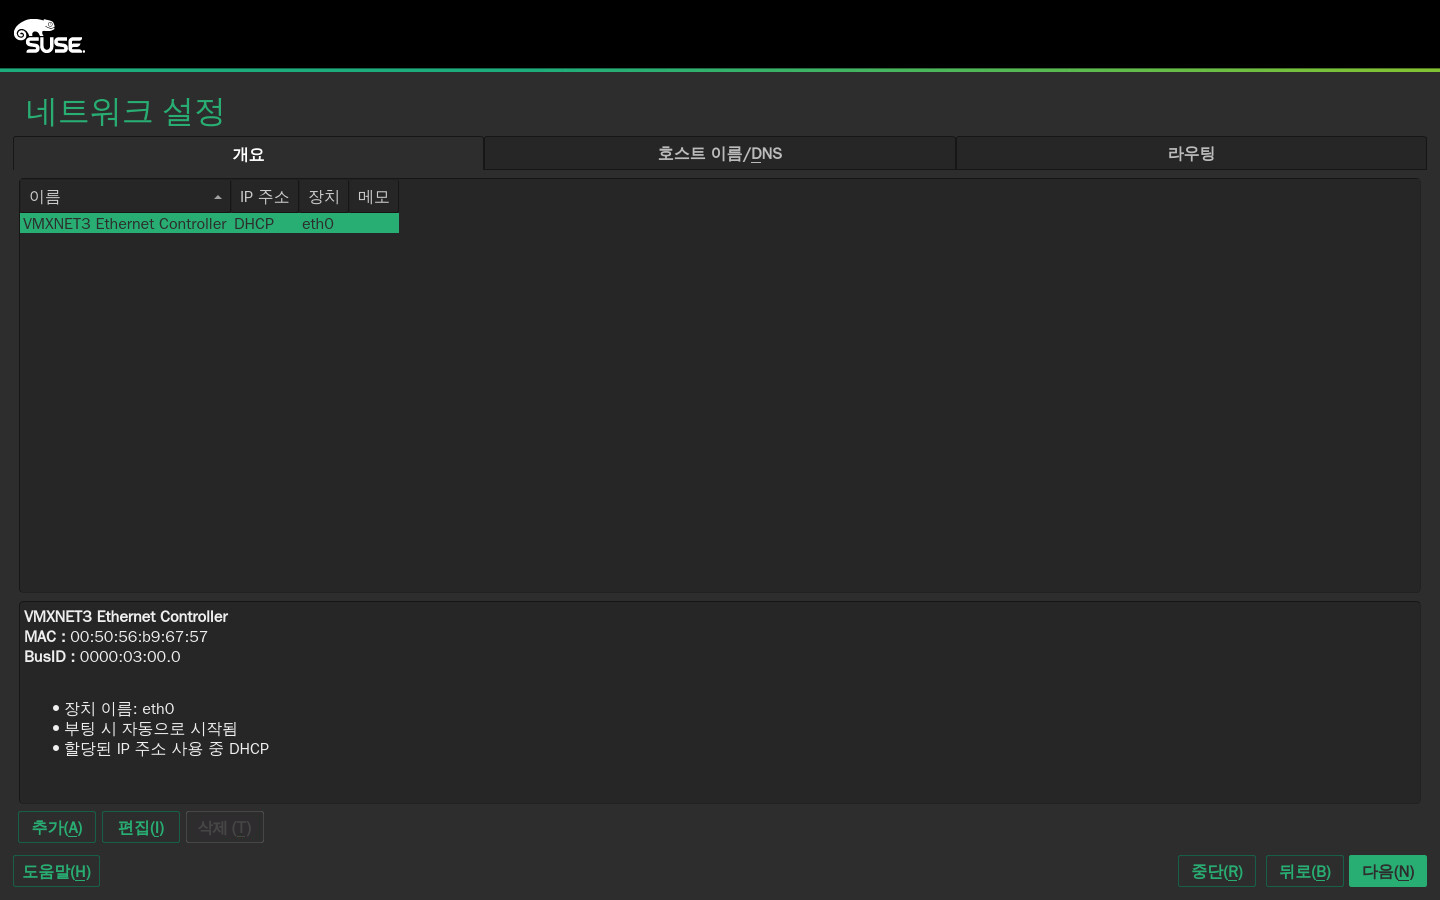 SUSE
네트워크 설정
개요 호스트 이름/DNS 라우팅
이름 IP 주소 장치 메모
VMXNET3 Ethernet Controller DHCP eth0
VMXNET3 Ethernet Controller
MAC : 00:50:56:b9:67:57
BusID : 0000:03:00.0
• 장치 이름: eth0
• 부팅 시 자동으로 시작됨
• 할당된 IP 주소 사용 중 DHCP
추가(A) 편집(I) 삭제 (T)
도움말(H) 중단(R) 뒤로(B) 다음(N)